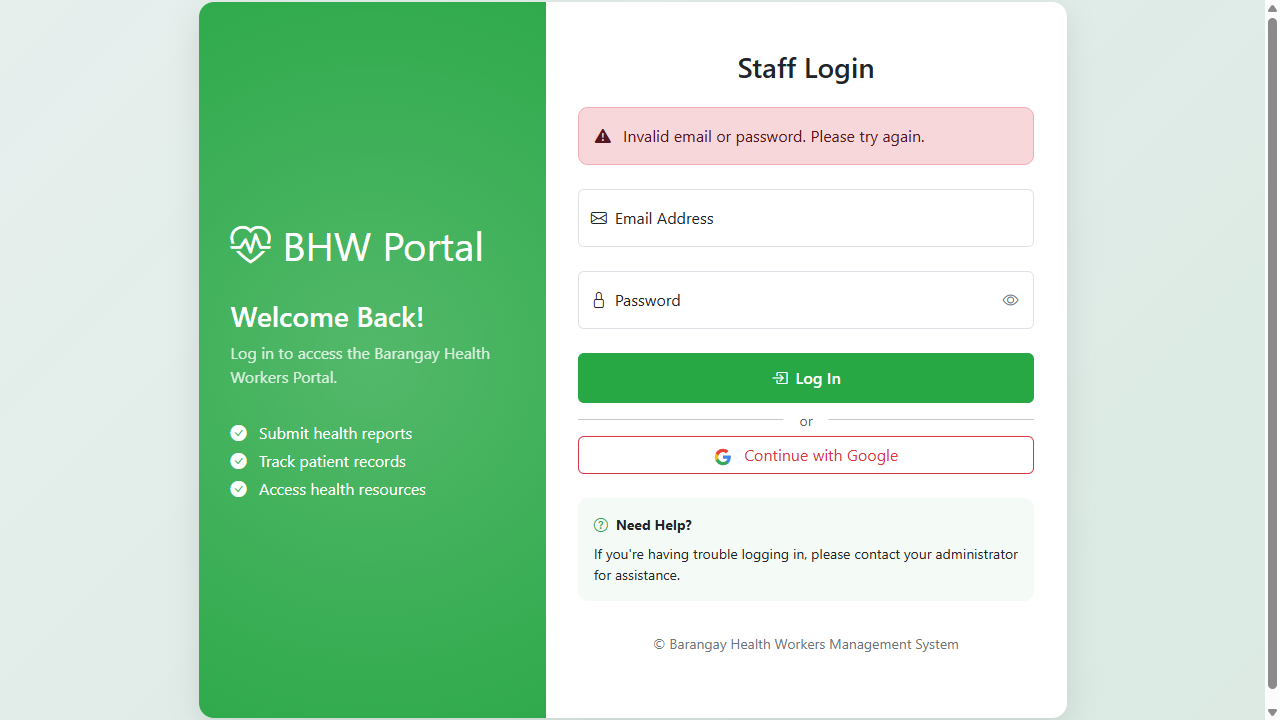 BHW Portal
Welcome Back!
Log in to access the Barangay Health
Workers Portal.
Submit health reports
Track patient records
Access health resources
Staff Login
Invalid email or password. Please try again.
Email Address
Password
Log In
or
Continue with Google
Need Help?
If you're having trouble logging in, please contact your administrator
for assistance.
© Barangay Health Workers Management System